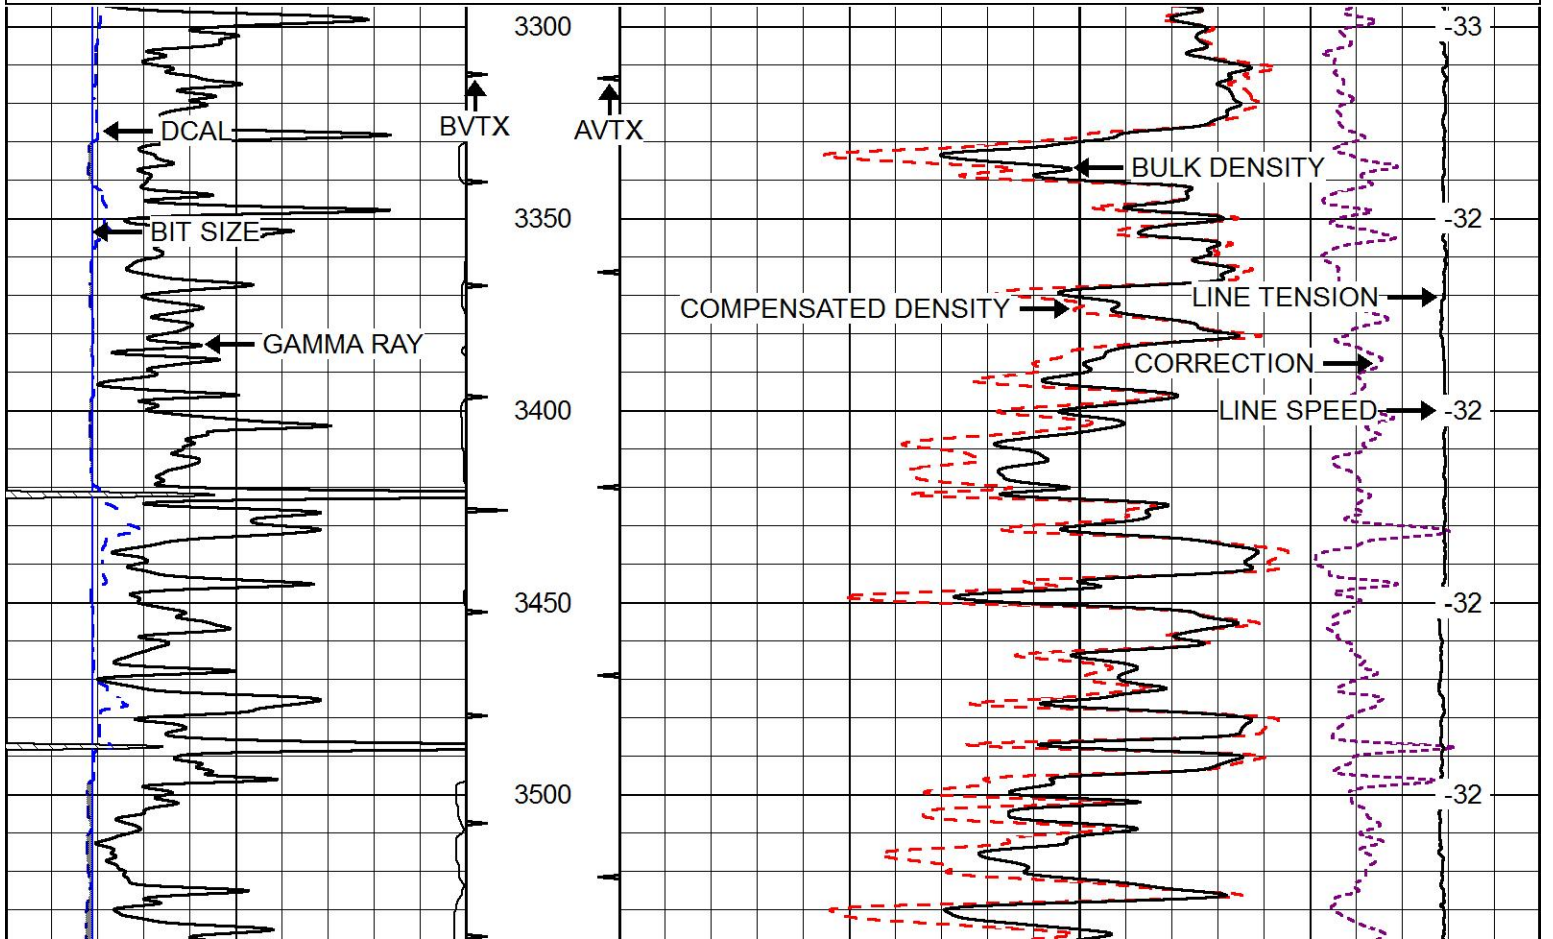 3300
-33
BVTX
AVTX
DCAL
BULK DENSITY
3350
-32
BIT SIZE
LINE TENSION
COMPENSATED DENSITY
GAMMA RAY
CORRECTION
3400
LINE SPEED
-32
3450
-32
3500
-32